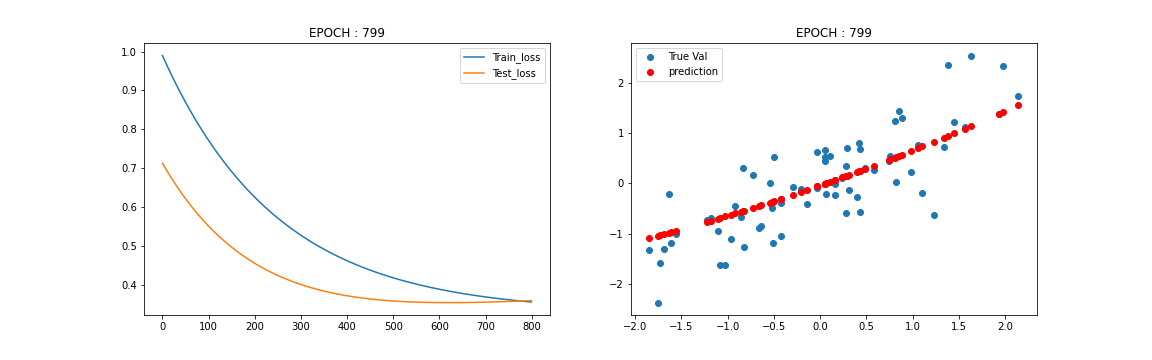 EPOCH : 799
1.0
0.9
0.8
0.7
0.6
0.5
0.4
0 100 200 300 400 500 600 700 800
Train_loss
Test_loss
EPOCH : 799
2
1
0
−1
−2
−2.0 −1.5 −1.0 −0.5 0.0 0.5 1.0 1.5 2.0
True Val
prediction